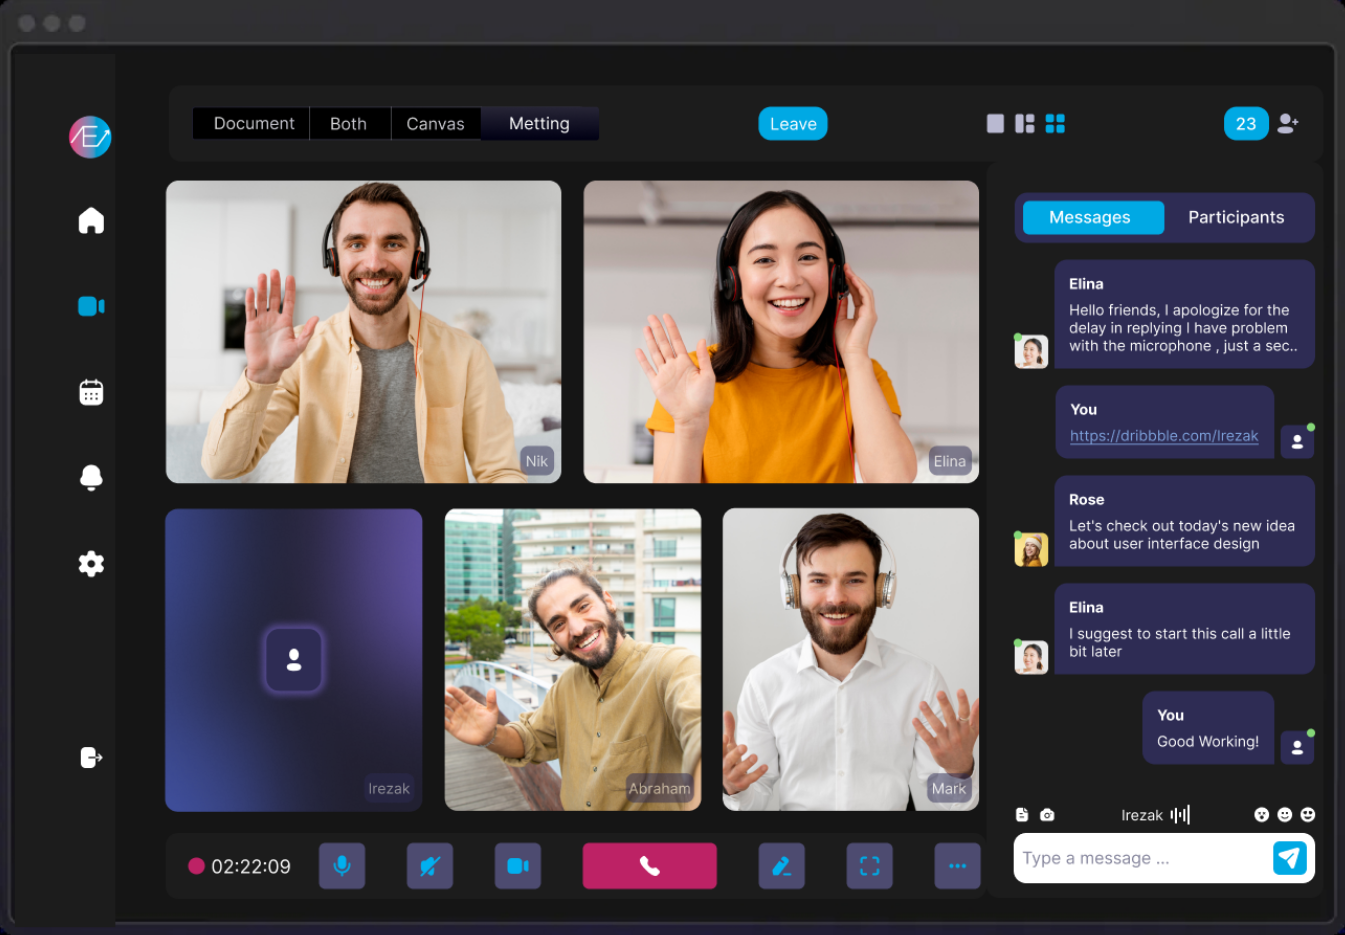 Document
Both
Canvas
Metting
Leave
23
Messages
Participants
Nik
Elina
Irezak
Abraham
Mark
Elina
Hello friends, I apologize for the
delay in replying I have problem
with the microphone , just a sec..
You
https://dribbble.com/Irezak
Rose
Let's check out today's new idea
about user interface design
Elina
I suggest to start this call a little
bit later
You
Good Working!
Irezak
Type a message ...
02:22:09